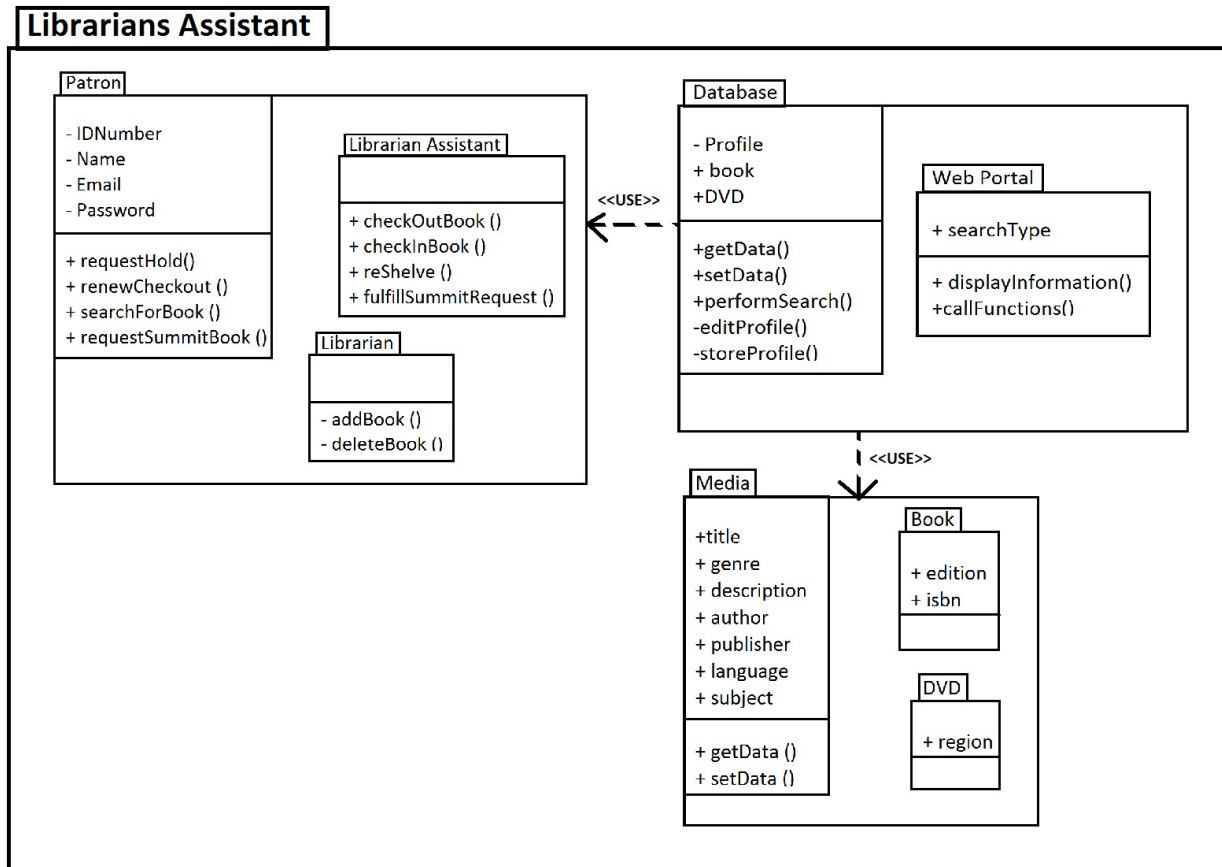 Librarians Assistant
Patron
- IDNumber
- Name
- Email
- Password
+ requestHold()
+ renewCheckout ()
+ searchForBook ()
+ requestSummitBook ()
Librarian Assistant
+ checkOutBook ()
+ checkInBook ()
+ reShelve ()
+ fulfillSummitRequest ()
Librarian
- addBook ()
- deleteBook ()
<<USE>>
Database
- Profile
+ book
+DVD
+getData()
+setData()
+performSearch()
-editProfile()
-storeProfile()
Web Portal
+ searchType
+ displayInformation()
+callFunctions()
<<USE>>
Media
+title
+ genre
+ description
+ author
+ publisher
+ language
+ subject
+ getData ()
+ setData ()
Book
+ edition
+ isbn
DVD
+ region